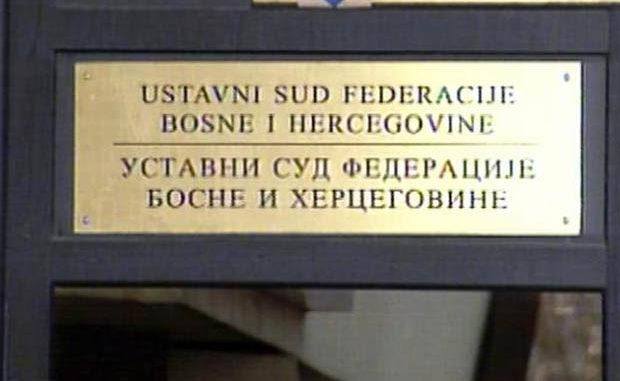 USTAVNI SUD FEDERACIJE
BOSNE I HERCEGOVINE
УСТАВНИ СУД ФЕДЕРАЦИЈЕ
БОСНЕ И ХЕРЦЕГОВИНЕ